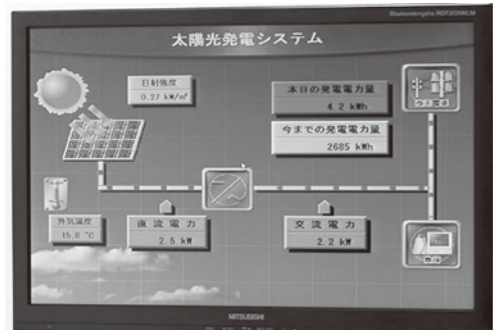 太陽光発電システム
日射強度
0.27 kW/m²
本日の発電電力量
4.2 kWh
今までの発電電力量
2685 kWh
外気温度
15.8 °C
直流電力
2.5 kW
交流電力
2.2 kW
MITSUBISHI